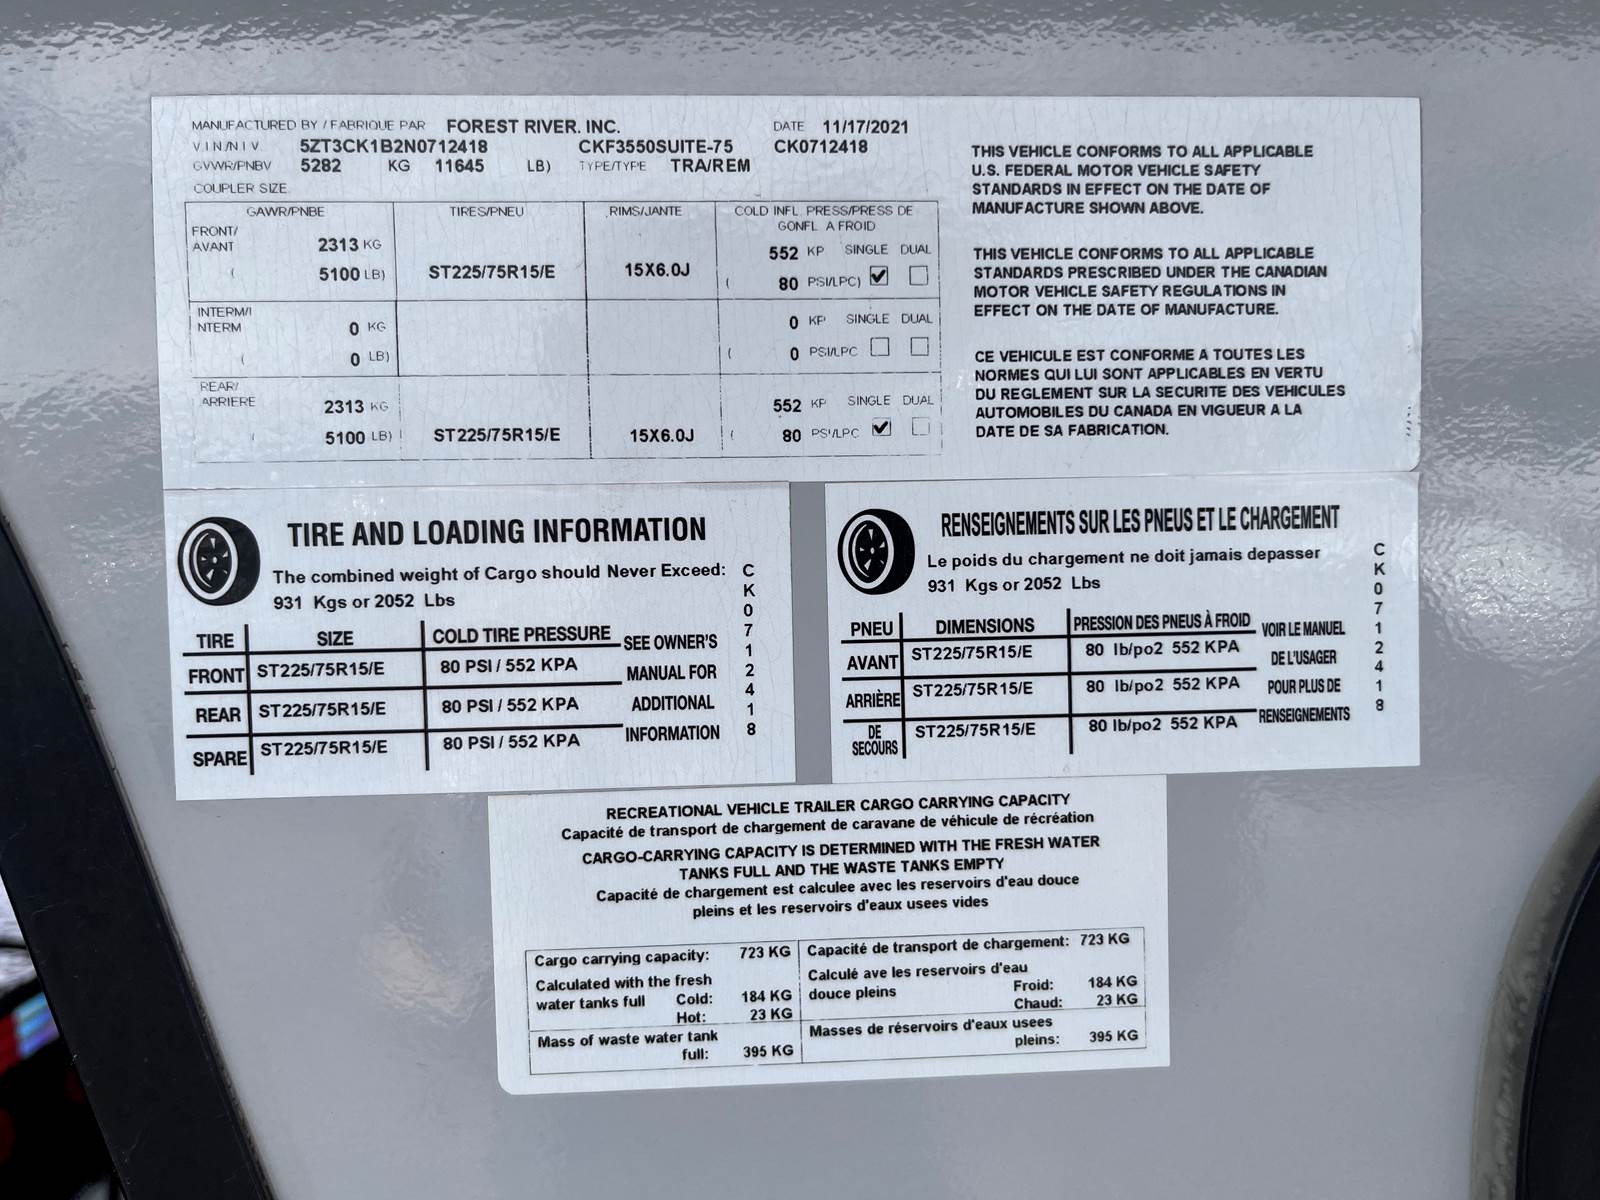 MANUFACTURED BY / FABRIQUE PAR FOREST RIVER, INC. DATE 11/17/2021
V.I.N./N.I.V. 5ZT3CK1B2N0712418 CKF3550SUITE-75 CK0712418
GVWR/PNBV 5282 KG 11645 LB) TYPE/TYPE TRA/REM
COUPLER SIZE
GAWR/PNBE TIRES/PNEU RIMS/JANTE COLD INFL. PRESS/PRESS DE
GONFL. A FROID
FRONT/
AVANT 2313 KG 552 KP SINGLE DUAL
( 5100 LB) ST225/75R15/E 15X6.0J ( 80 PSI/LPC)
INTERM/I
NTERM 0 KG 0 KP SINGLE DUAL
( 0 LB) ( 0 PSI/LPC
REAR/
ARRIERE 2313 KG 552 KP SINGLE DUAL
( 5100 LB) ST225/75R15/E 15X6.0J ( 80 PSI/LPC
THIS VEHICLE CONFORMS TO ALL APPLICABLE
U.S. FEDERAL MOTOR VEHICLE SAFETY
STANDARDS IN EFFECT ON THE DATE OF
MANUFACTURE SHOWN ABOVE.
THIS VEHICLE CONFORMS TO ALL APPLICABLE
STANDARDS PRESCRIBED UNDER THE CANADIAN
MOTOR VEHICLE SAFETY REGULATIONS IN
EFFECT ON THE DATE OF MANUFACTURE.
CE VEHICULE EST CONFORME A TOUTES LES
NORMES QUI LUI SONT APPLICABLES EN VERTU
DU REGLEMENT SUR LA SECURITE DES VEHICULES
AUTOMOBILES DU CANADA EN VIGUEUR A LA
DATE DE SA FABRICATION.
TIRE AND LOADING INFORMATION
The combined weight of Cargo should Never Exceed:
931 Kgs or 2052 Lbs
TIRE SIZE COLD TIRE PRESSURE
FRONT ST225/75R15/E 80 PSI / 552 KPA
REAR ST225/75R15/E 80 PSI / 552 KPA
SPARE ST225/75R15/E 80 PSI / 552 KPA
SEE OWNER'S
MANUAL FOR
ADDITIONAL
INFORMATION
CK0712418
RENSEIGNEMENTS SUR LES PNEUS ET LE CHARGEMENT
Le poids du chargement ne doit jamais depasser
931 Kgs or 2052 Lbs
PNEU DIMENSIONS PRESSION DES PNEUS À FROID
AVANT ST225/75R15/E 80 lb/po2 552 KPA
ARRIÈRE ST225/75R15/E 80 lb/po2 552 KPA
DE
SECOURS ST225/75R15/E 80 lb/po2 552 KPA
VOIR LE MANUEL
DE L'USAGER
POUR PLUS DE
RENSEIGNEMENTS
CK0712418
RECREATIONAL VEHICLE TRAILER CARGO CARRYING CAPACITY
Capacité de transport de chargement de caravane de véhicule de récréation
CARGO-CARRYING CAPACITY IS DETERMINED WITH THE FRESH WATER
TANKS FULL AND THE WASTE TANKS EMPTY
Capacité de chargement est calculee avec les reservoirs d'eau douce
pleins et les reservoirs d'eaux usees vides
Cargo carrying capacity: 723 KG
Calculated with the fresh
water tanks full Cold: 184 KG
Hot: 23 KG
Mass of waste water tank
full: 395 KG
Capacité de transport de chargement: 723 KG
Calculé ave les reservoirs d'eau
douce pleins Froid: 184 KG
Chaud: 23 KG
Masses de réservoirs d'eaux usees
pleins: 395 KG